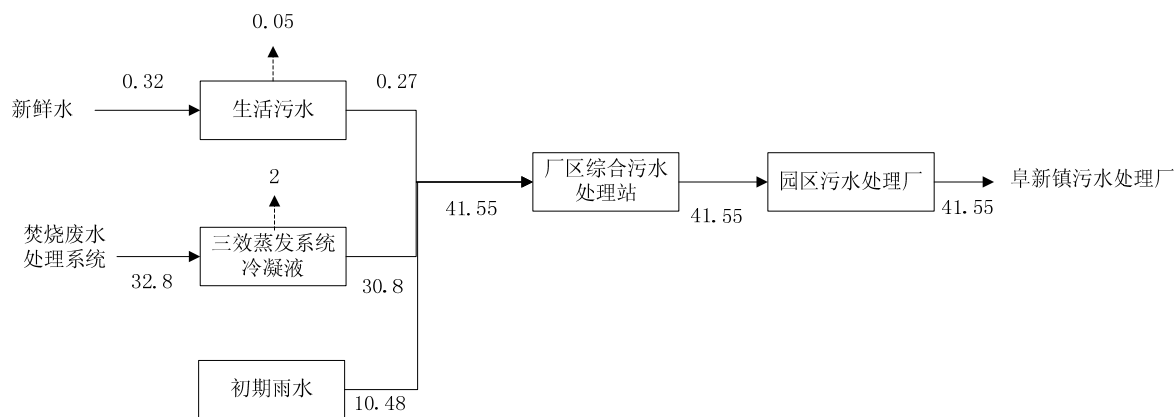 0.05
0.32
0.27
新鲜水
生活污水
2
厂区综合污水
处理站
园区污水处理厂
阜新镇污水处理厂
41.55
41.55
41.55
焚烧废水
处理系统
三效蒸发系统
冷凝液
32.8
30.8
初期雨水
10.48